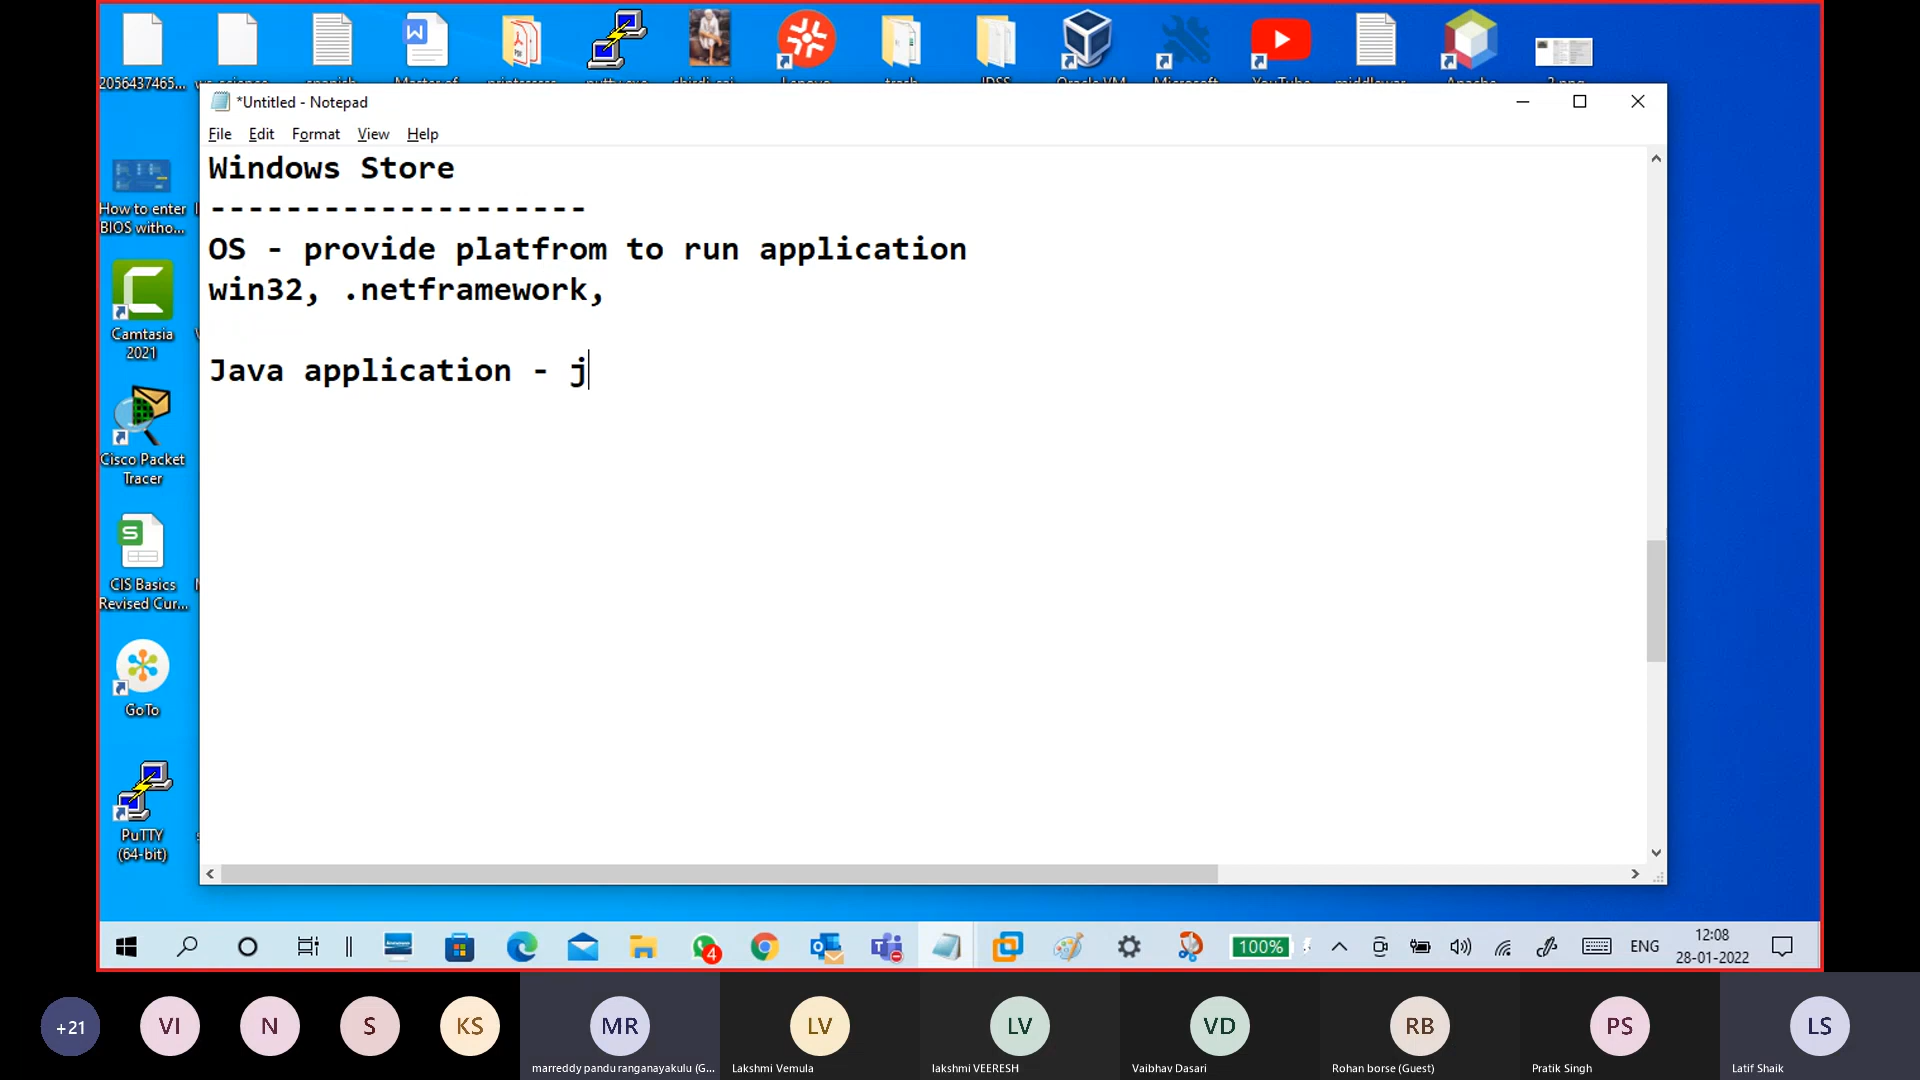 2056437465...
How to enter
BIOS witho...
Camtasia
2021
Cisco Packet
Tracer
CIS Basics
Revised Cur...
GoTo
PuTTY
(64-bit)
*Untitled - Notepad
File Edit Format View Help
Windows Store
--------------------
OS - provide platfrom to run application
win32, .netframework,
Java application - j
100%
4
ENG
12:08
28-01-2022
+21
VI
N
S
KS
MR
LV
LV
VD
RB
PS
LS
marreddy pandu ranganayakulu (G...
Lakshmi Vemula
lakshmi VEERESH
Vaibhav Dasari
Rohan borse (Guest)
Pratik Singh
Latif Shaik